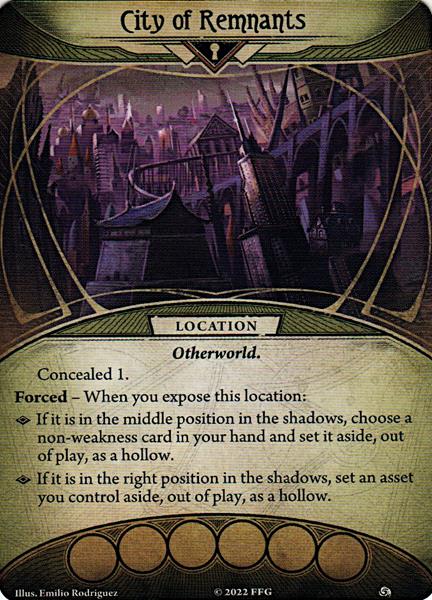 City of Remnants
LOCATION
Otherworld.
Concealed 1.
Forced – When you expose this location:
If it is in the middle position in the shadows, choose a
non-weakness card in your hand and set it aside, out
of play, as a hollow.
If it is in the right position in the shadows, set an asset
you control aside, out of play, as a hollow.
Illus. Emilio Rodriguez
© 2022 FFG